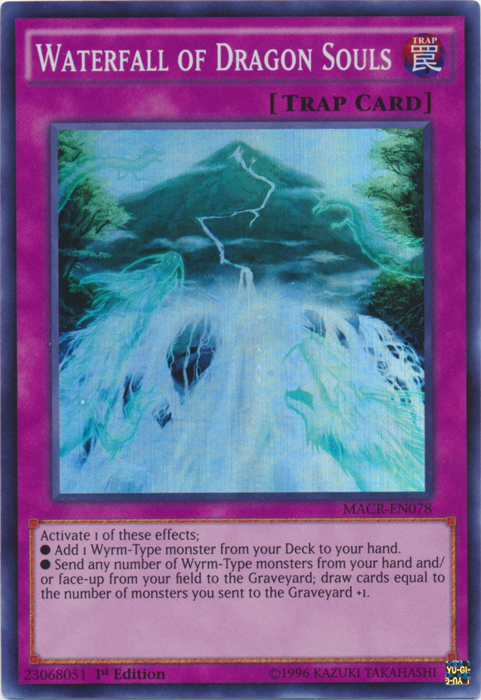 WATERFALL OF DRAGON SOULS
TRAP
罠
[TRAP CARD]
MACR-EN078
Activate 1 of these effects;
● Add 1 Wyrm-Type monster from your Deck to your hand.
● Send any number of Wyrm-Type monsters from your hand and/
or face-up from your field to the Graveyard; draw cards equal to
the number of monsters you sent to the Graveyard +1.
23068051 1st Edition ©1996 KAZUKI TAKAHASHI